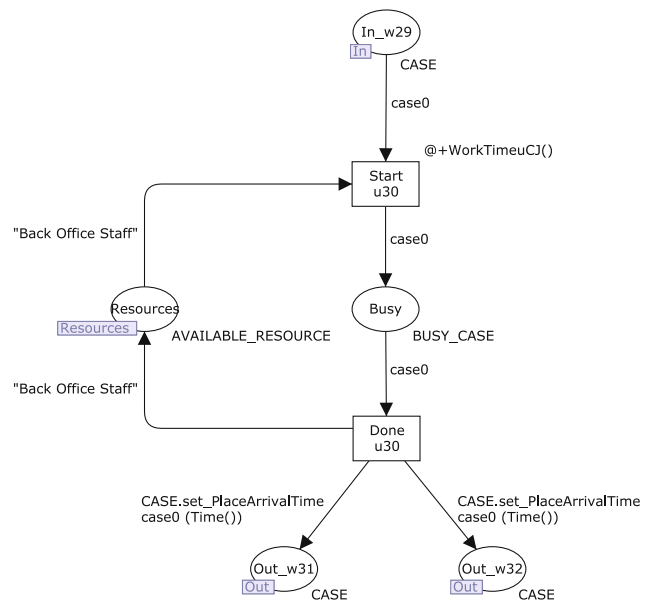 In_w29
In
CASE
case0
@+WorkTimeuCJ()
Start
u30
"Back Office Staff"
case0
Resources
Resources
AVAILABLE_RESOURCE
Busy
BUSY_CASE
case0
"Back Office Staff"
Done
u30
CASE.set_PlaceArrivalTime
case0 (Time())
CASE.set_PlaceArrivalTime
case0 (Time())
Out_w31
Out
CASE
Out_w32
Out
CASE